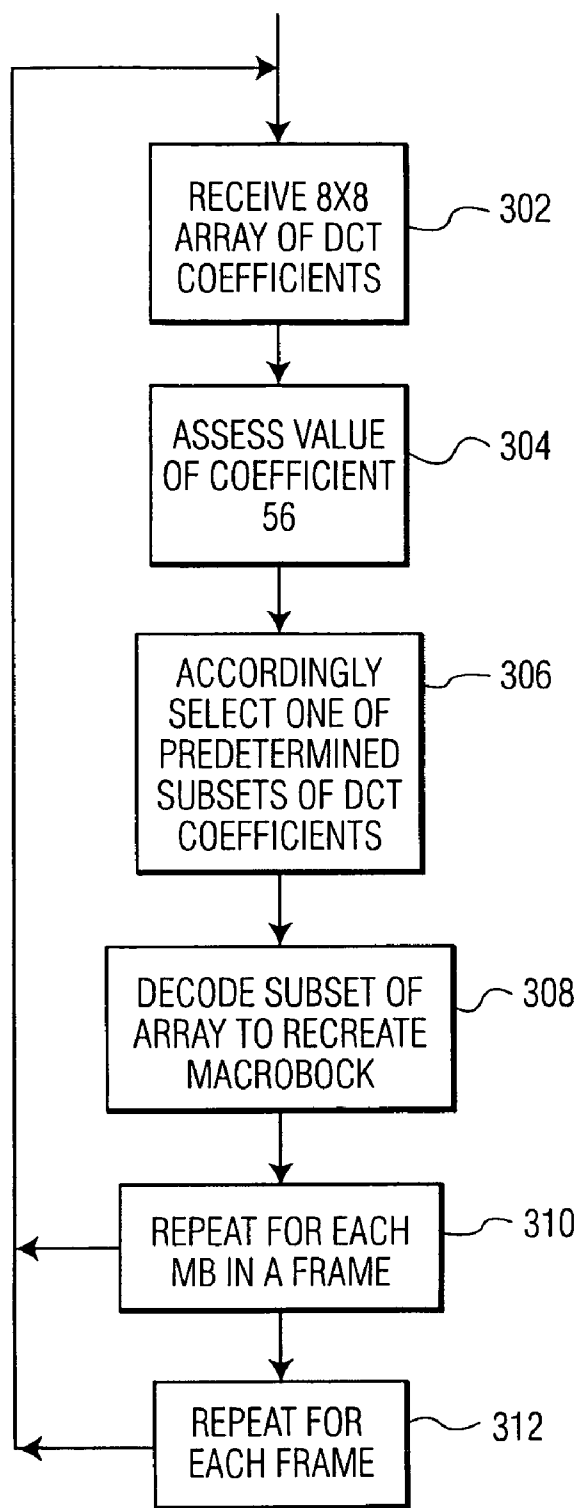 RECEIVE 8X8
ARRAY OF DCT
COEFFICIENTS
302
ASSESS VALUE
OF COEFFICIENT
56
304
ACCORDINGLY
SELECT ONE OF
PREDETERMINED
SUBSETS OF DCT
COEFFICIENTS
306
DECODE SUBSET OF
ARRAY TO RECREATE
MACROBOCK
308
REPEAT FOR EACH
MB IN A FRAME
310
REPEAT FOR
EACH FRAME
312